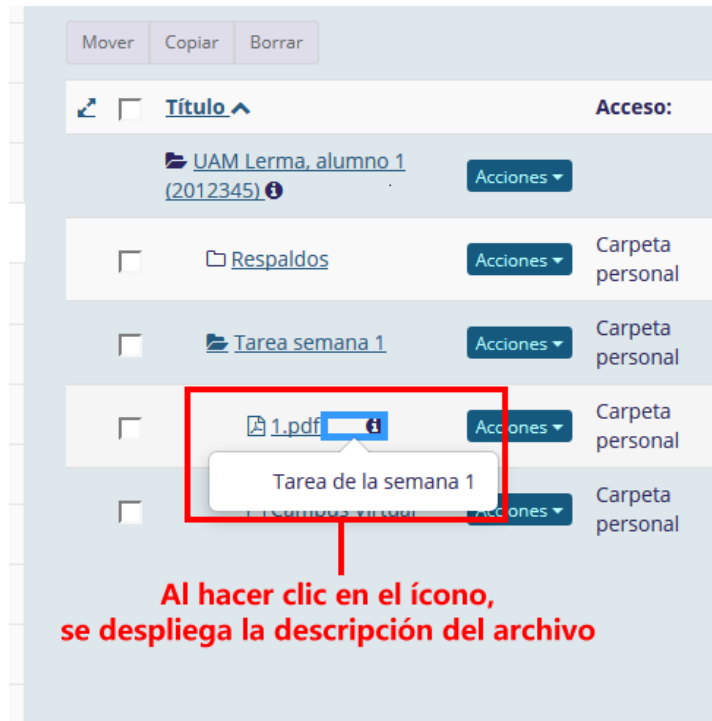 Mover Copiar Borrar
Título Acceso:
UAM Lerma, alumno 1
(2012345)
Acciones
Respaldos
Acciones
Carpeta
personal
Tarea semana 1
Acciones
Carpeta
personal
1.pdf
Acciones
Carpeta
personal
Tarea de la semana 1
Campus Virtual
Acciones
Carpeta
personal
Al hacer clic en el ícono,
se despliega la descripción del archivo